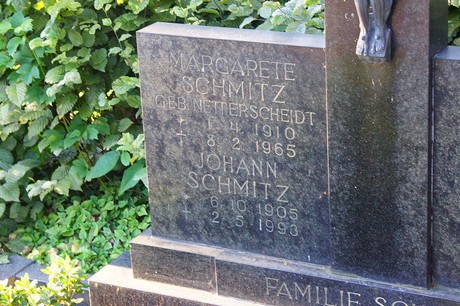 MARGARETE
SCHMITZ
GEB. NETTERSCHEIDT
* 1. 4. 1910
† 8. 2. 1965
JOHANN
SCHMITZ
* 6. 10. 1905
† 2. 5. 1993
FAMILIE